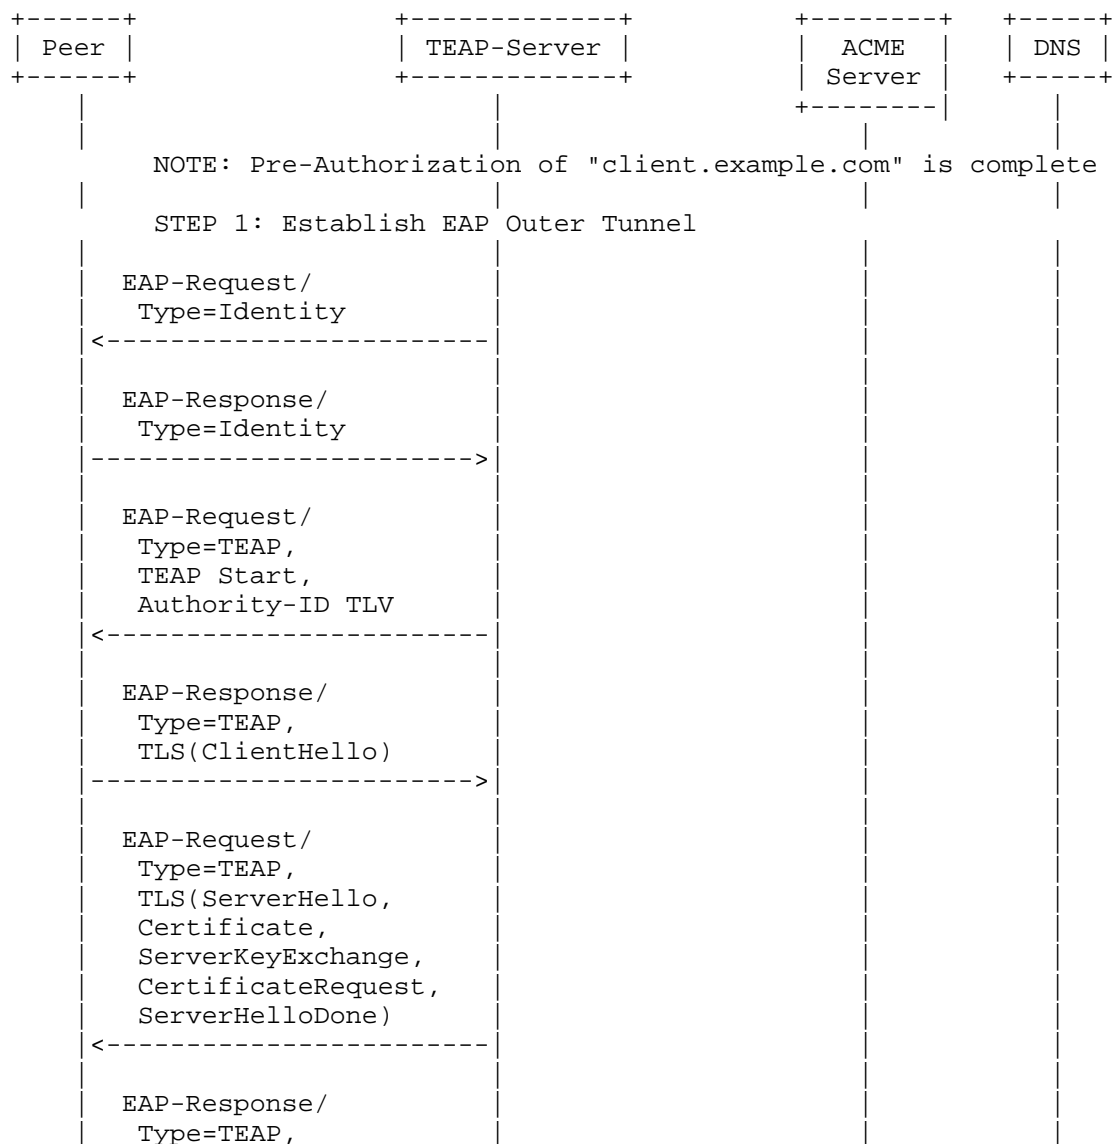 Peer TEAP-Server ACME DNS
Server
NOTE: Pre-Authorization of "client.example.com" is complete
STEP 1: Establish EAP Outer Tunnel
EAP-Request/
Type=Identity
EAP-Response/
Type=Identity
EAP-Request/
Type=TEAP,
TEAP Start,
Authority-ID TLV
EAP-Response/
Type=TEAP,
TLS(ClientHello)
EAP-Request/
Type=TEAP,
TLS(ServerHello,
Certificate,
ServerKeyExchange,
CertificateRequest,
ServerHelloDone)
EAP-Response/
Type=TEAP,